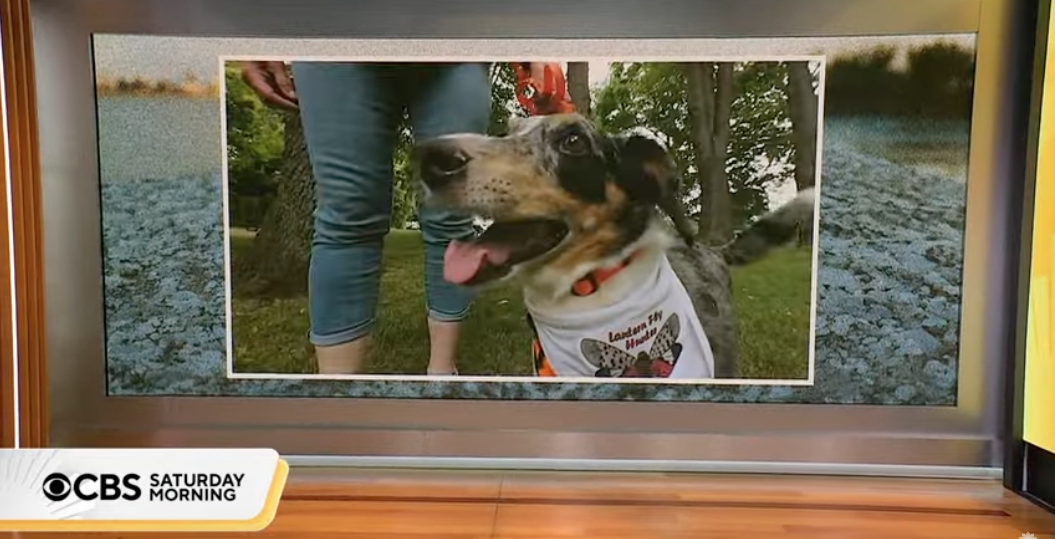 Lantern Fly
Hunter
CBS SATURDAY
MORNING